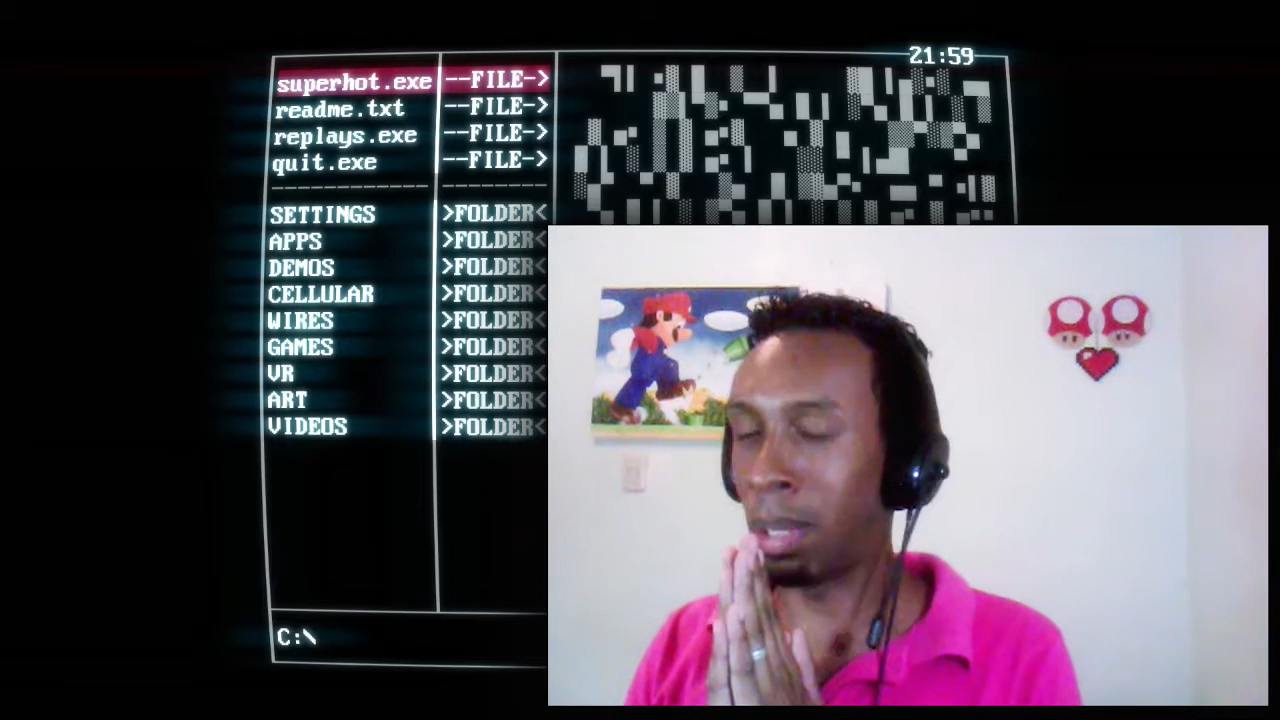 21:59
superhot.exe --FILE->
readme.txt --FILE->
replays.exe --FILE->
quit.exe --FILE->
SETTINGS >FOLDER<
APPS >FOLDER<
DEMOS >FOLDER<
CELLULAR >FOLDER<
WIRES >FOLDER<
GAMES >FOLDER<
VR >FOLDER<
ART >FOLDER<
VIDEOS >FOLDER<
C:\